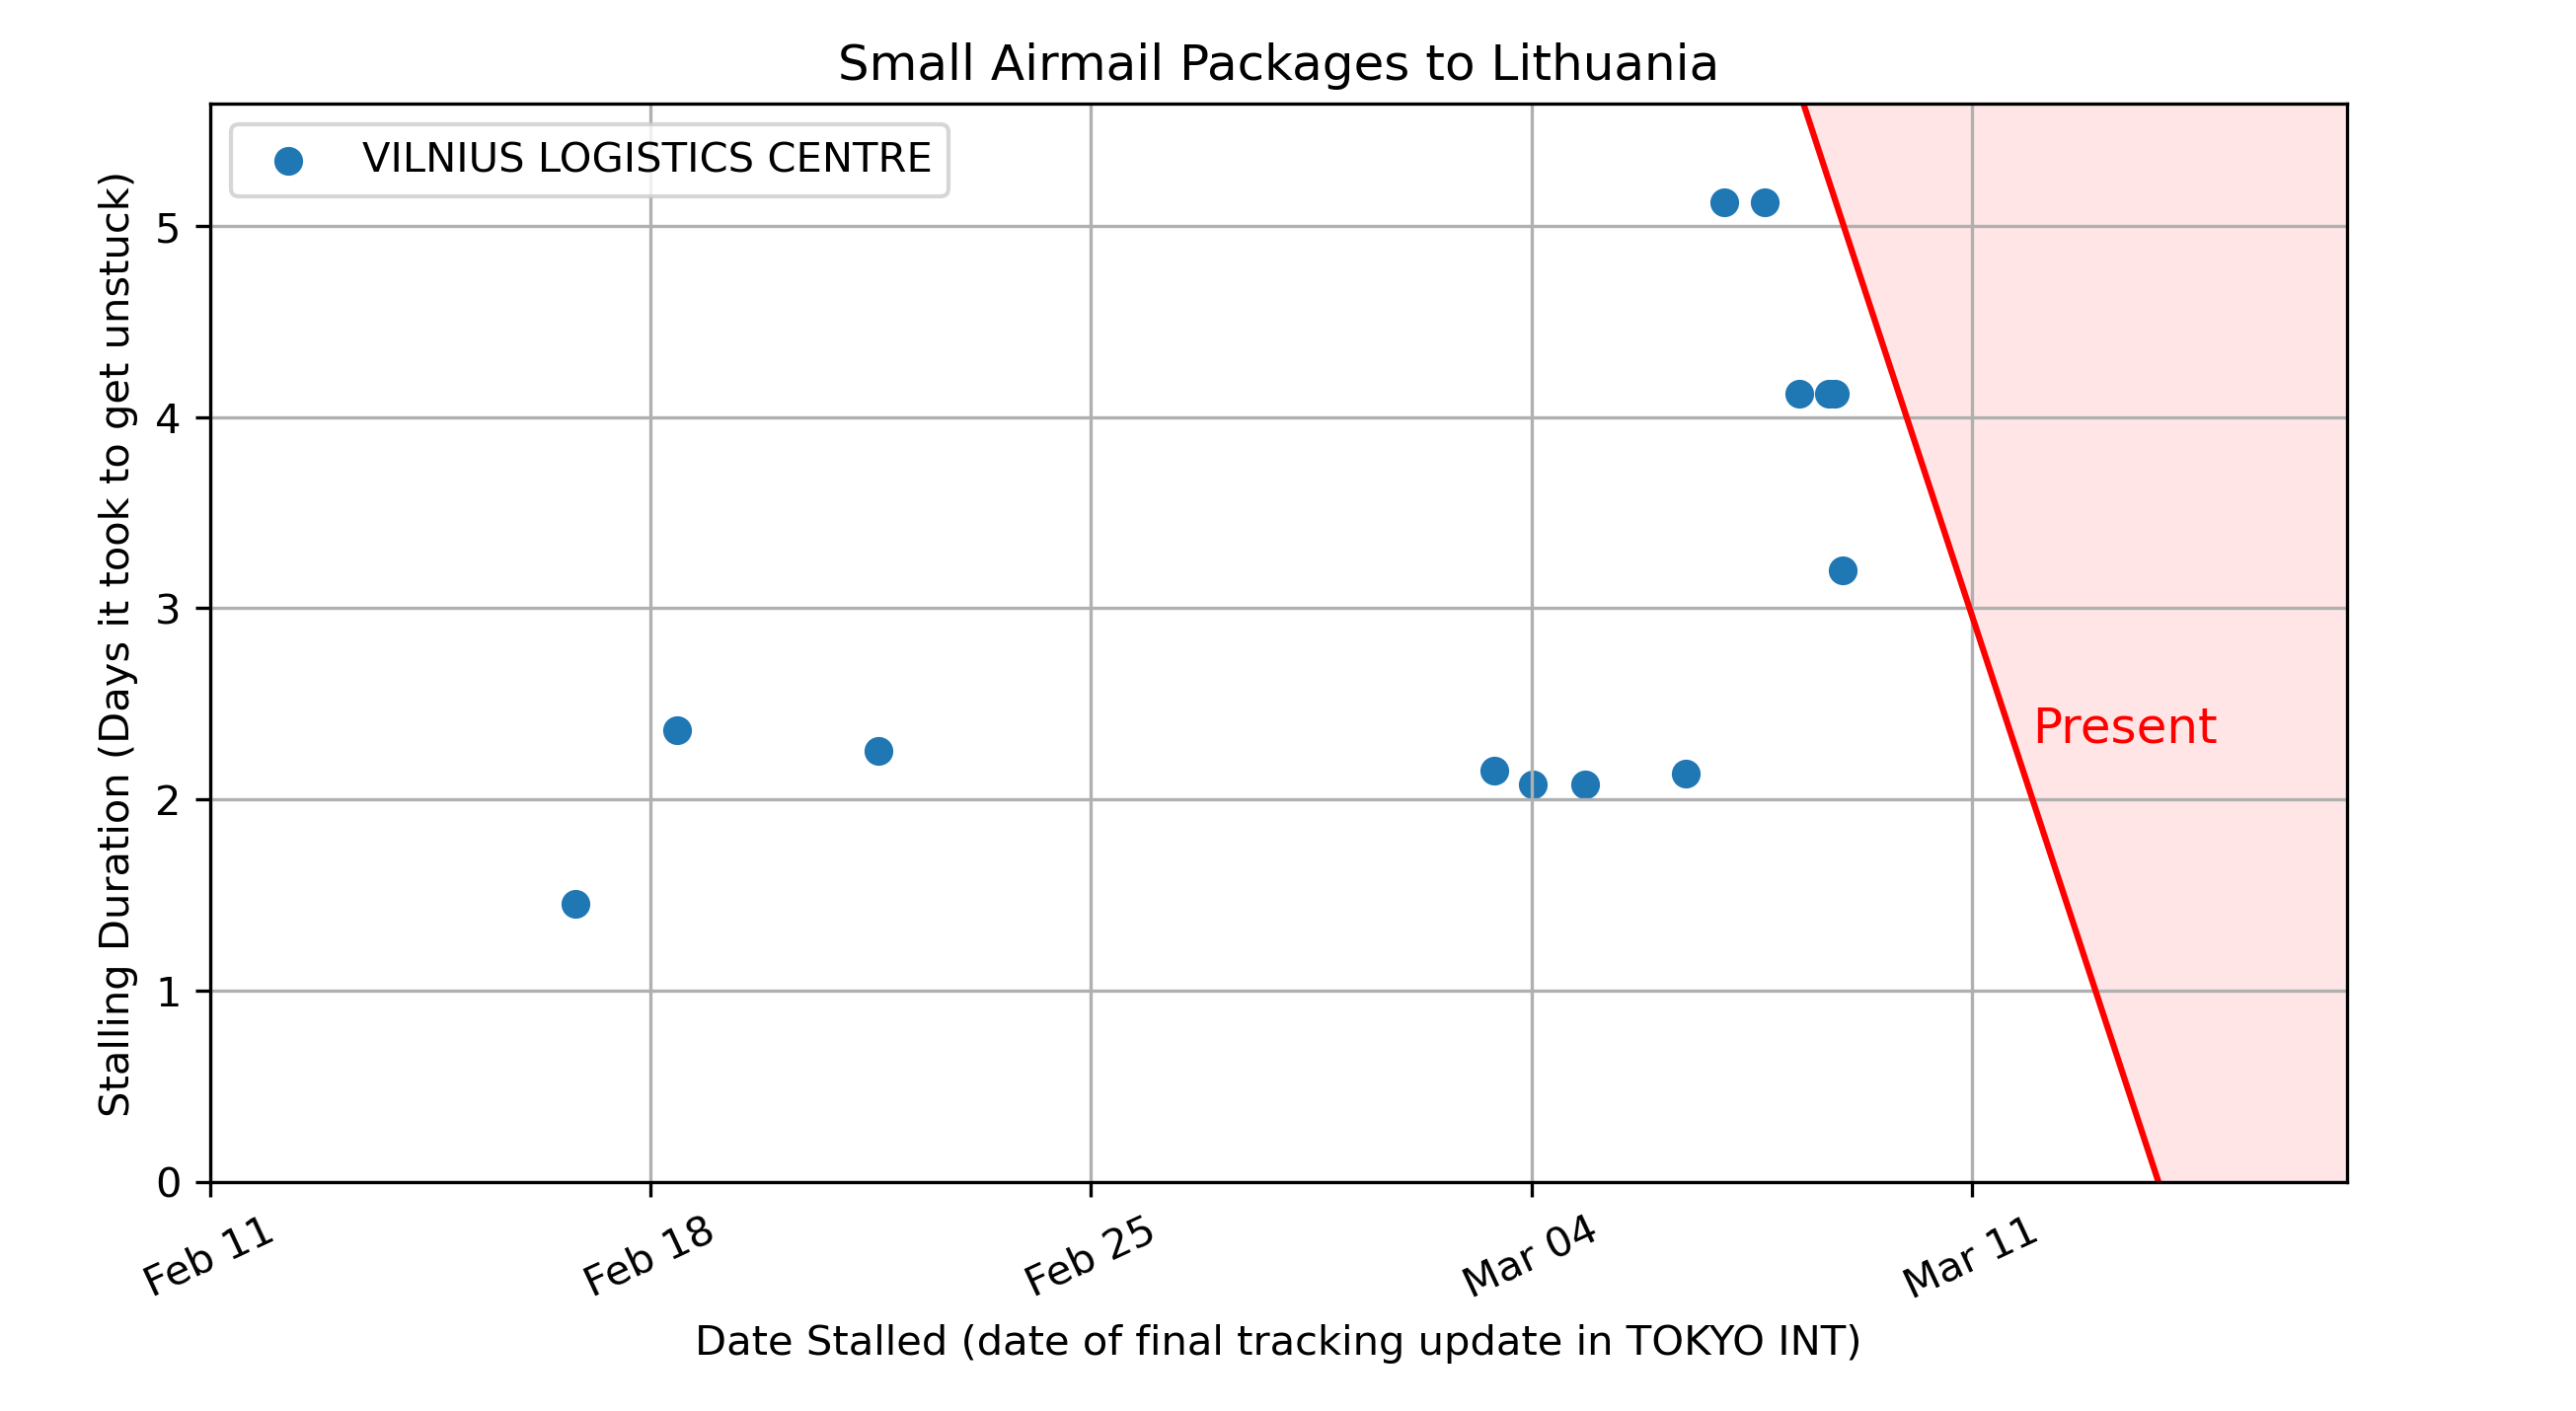 Small Airmail Packages to Lithuania
VILNIUS LOGISTICS CENTRE
Stalling Duration (Days it took to get unstuck)
5
4
3
2
1
0
Present
Feb 11
Feb 18
Feb 25
Mar 04
Mar 11
Date Stalled (date of final tracking update in TOKYO INT)